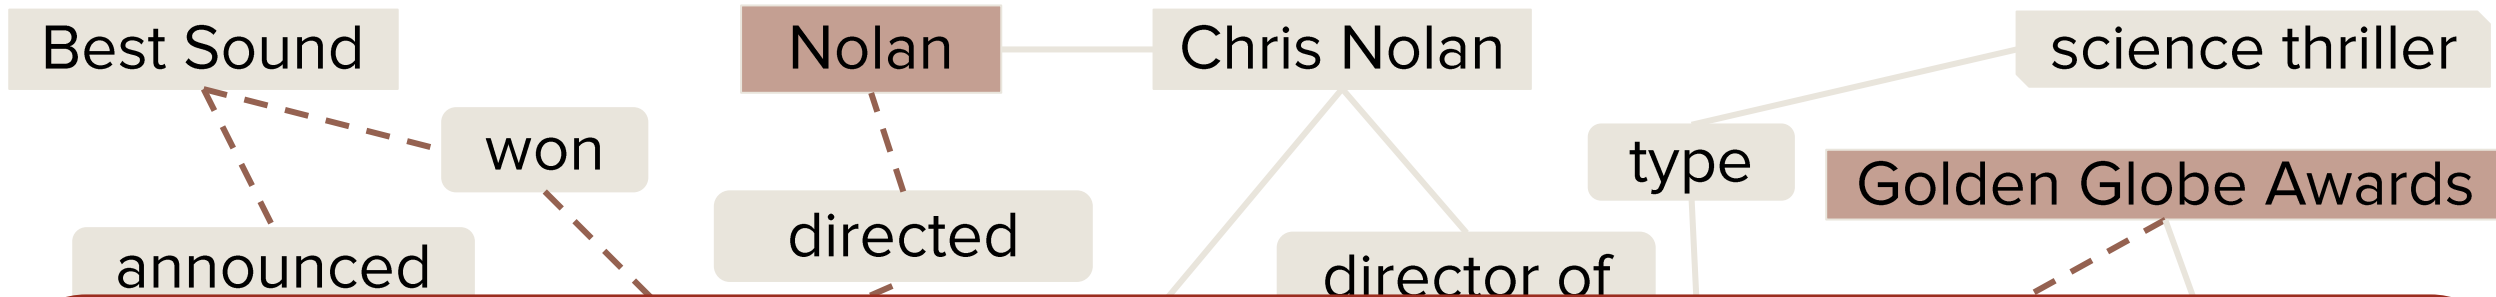 Best Sound
Nolan
Chris Nolan
science thriller
won
type
Golden Globe Awards
directed
announced
director of